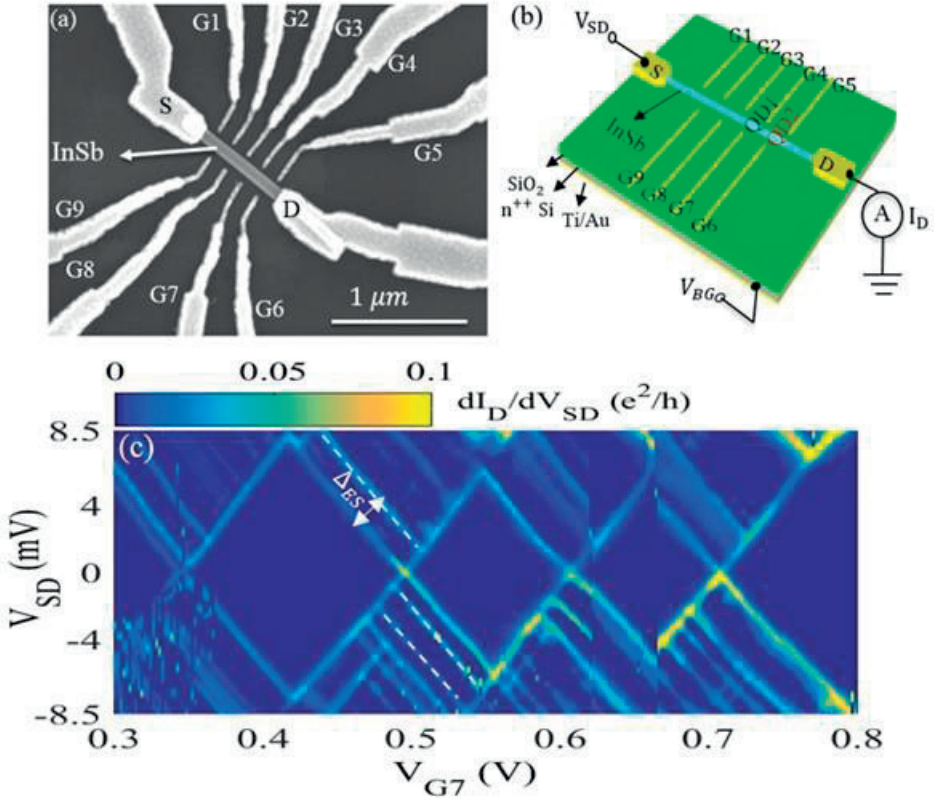 (a)
G1
G2
G3
G4
S
InSb
G5
D
G9
G8
G7
G6
1 μm
(b)
V_SD
S
G1
G2
G3
G4
G5
InSb
QD1
QD2
D
G9
G8
G7
G6
SiO₂
n⁺⁺ Si
Ti/Au
A
I_D
V_BG
0 0.05 0.1
dI_D/dV_SD (e²/h)
(c)
Δ_ES
V_SD (mV)
8.5
4
0
-4
-8.5
0.3 0.4 0.5 0.6 0.7 0.8
V_G7 (V)